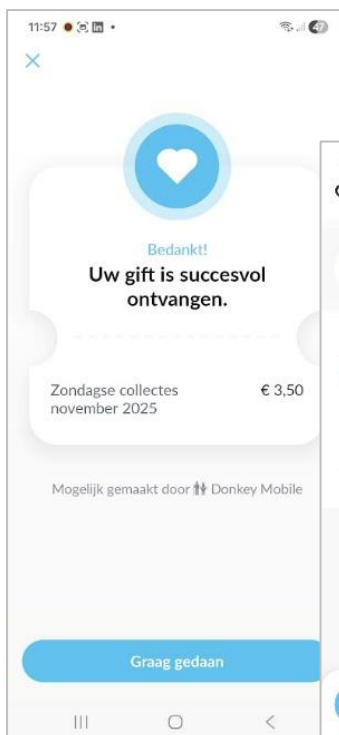 11:57
47
Bedankt!
Uw gift is succesvol
ontvangen.
Zondagse collectes € 3,50
november 2025
Mogelijk gemaakt door Donkey Mobile
Graag gedaan